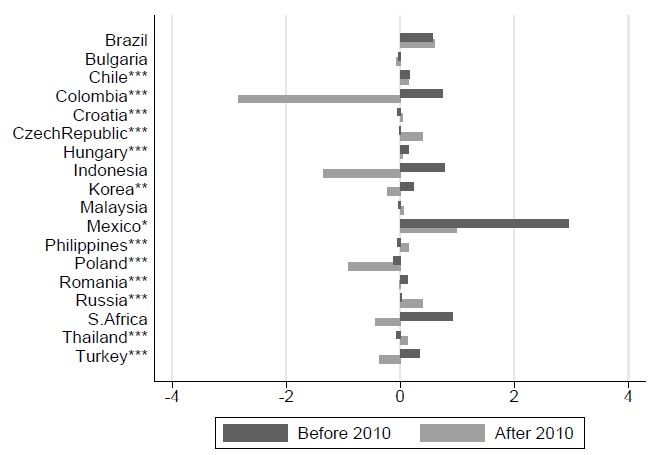 Brazil
Bulgaria
Chile***
Colombia***
Croatia***
CzechRepublic***
Hungary***
Indonesia
Korea**
Malaysia
Mexico*
Philippines***
Poland***
Romania***
Russia***
S.Africa
Thailand***
Turkey***
-4 -2 0 2 4
Before 2010 After 2010